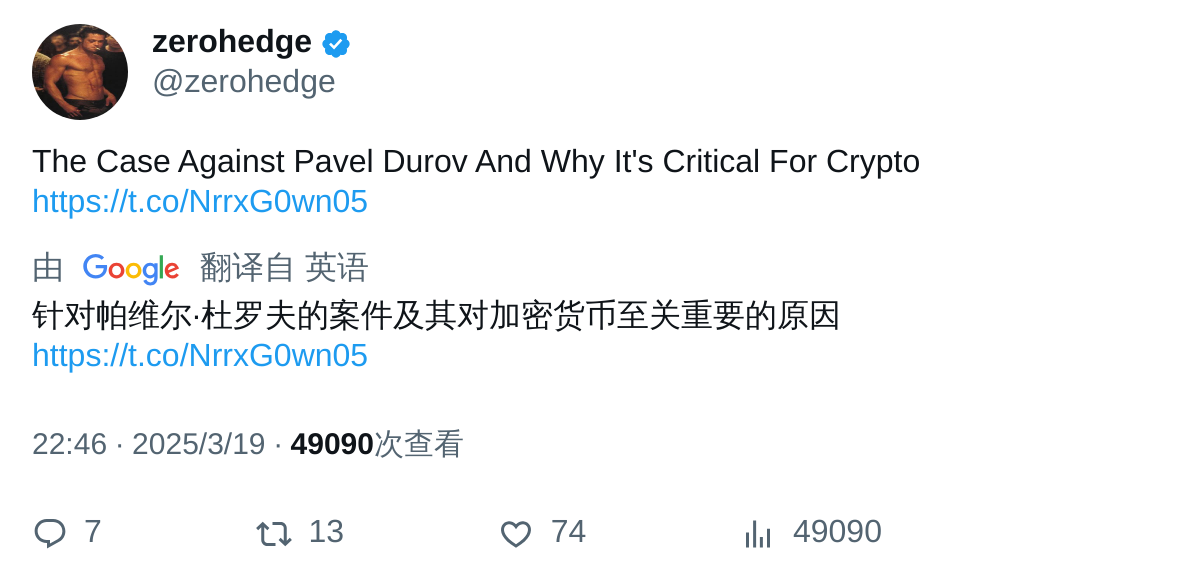 zerohedge
@zerohedge
The Case Against Pavel Durov And Why It's Critical For Crypto
https://t.co/NrrxG0wn05
由 Google 翻译自 英语
针对帕维尔·杜罗夫的案件及其对加密货币至关重要的原因
https://t.co/NrrxG0wn05
22:46 · 2025/3/19 · 49090次查看
7 13 74 49090